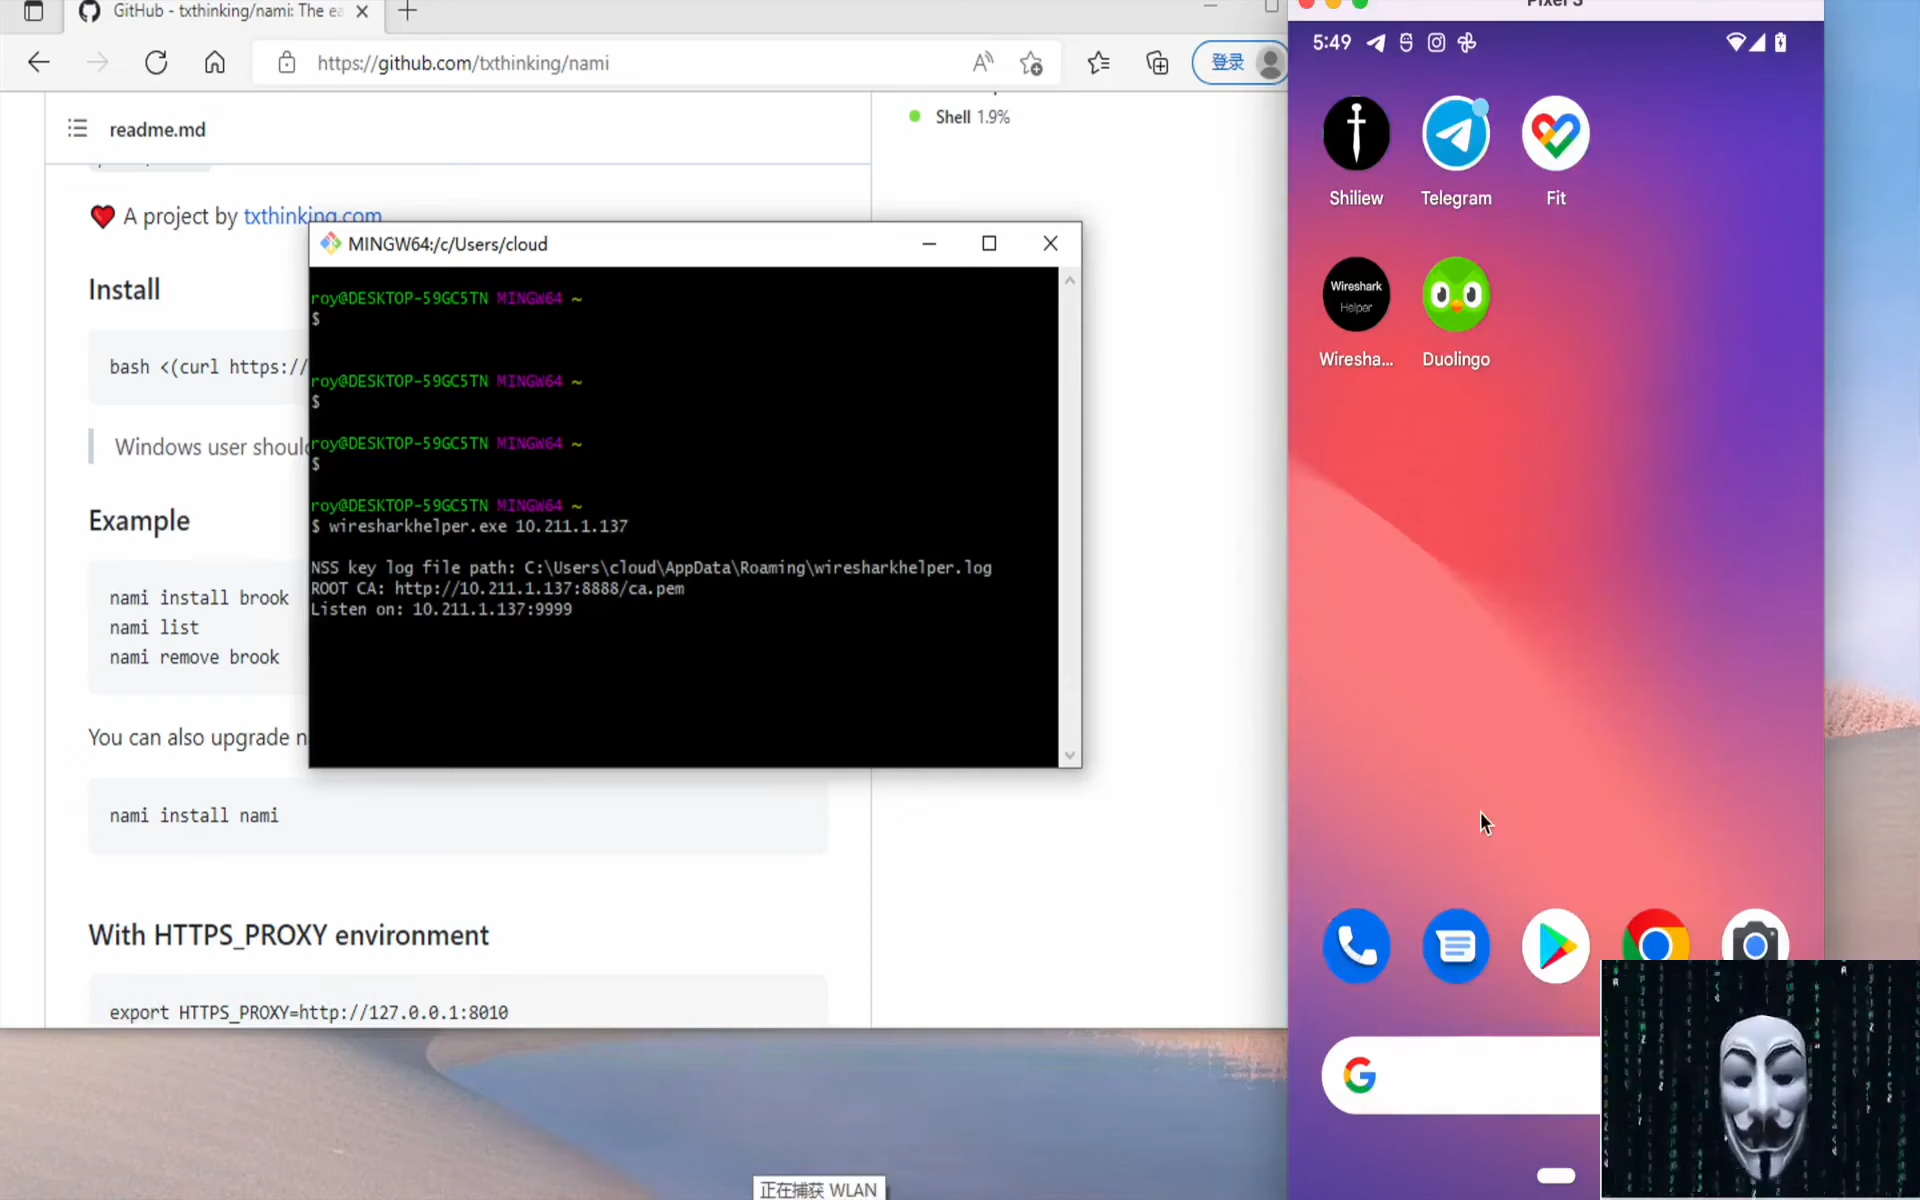 GitHub - txthinking/nami: The ea
https://github.com/txthinking/nami
登录
readme.md
Shell 1.9%
A project by txthinking.com
Install
bash <(curl https://
Windows user should
Example
nami install brook
nami list
nami remove brook
You can also upgrade n
nami install nami
With HTTPS_PROXY environment
export HTTPS_PROXY=http://127.0.0.1:8010
MINGW64:/c/Users/cloud
roy@DESKTOP-59GC5TN MINGW64 ~
$
roy@DESKTOP-59GC5TN MINGW64 ~
$
roy@DESKTOP-59GC5TN MINGW64 ~
$
roy@DESKTOP-59GC5TN MINGW64 ~
$ wiresharkhelper.exe 10.211.1.137
NSS key log file path: C:\Users\cloud\AppData\Roaming\wiresharkhelper.log
ROOT CA: http://10.211.1.137:8888/ca.pem
Listen on: 10.211.1.137:9999
正在捕获 WLAN
Pixel 3
5:49
Shiliew
Telegram
Fit
Wireshark
Helper
Wiresha...
Duolingo